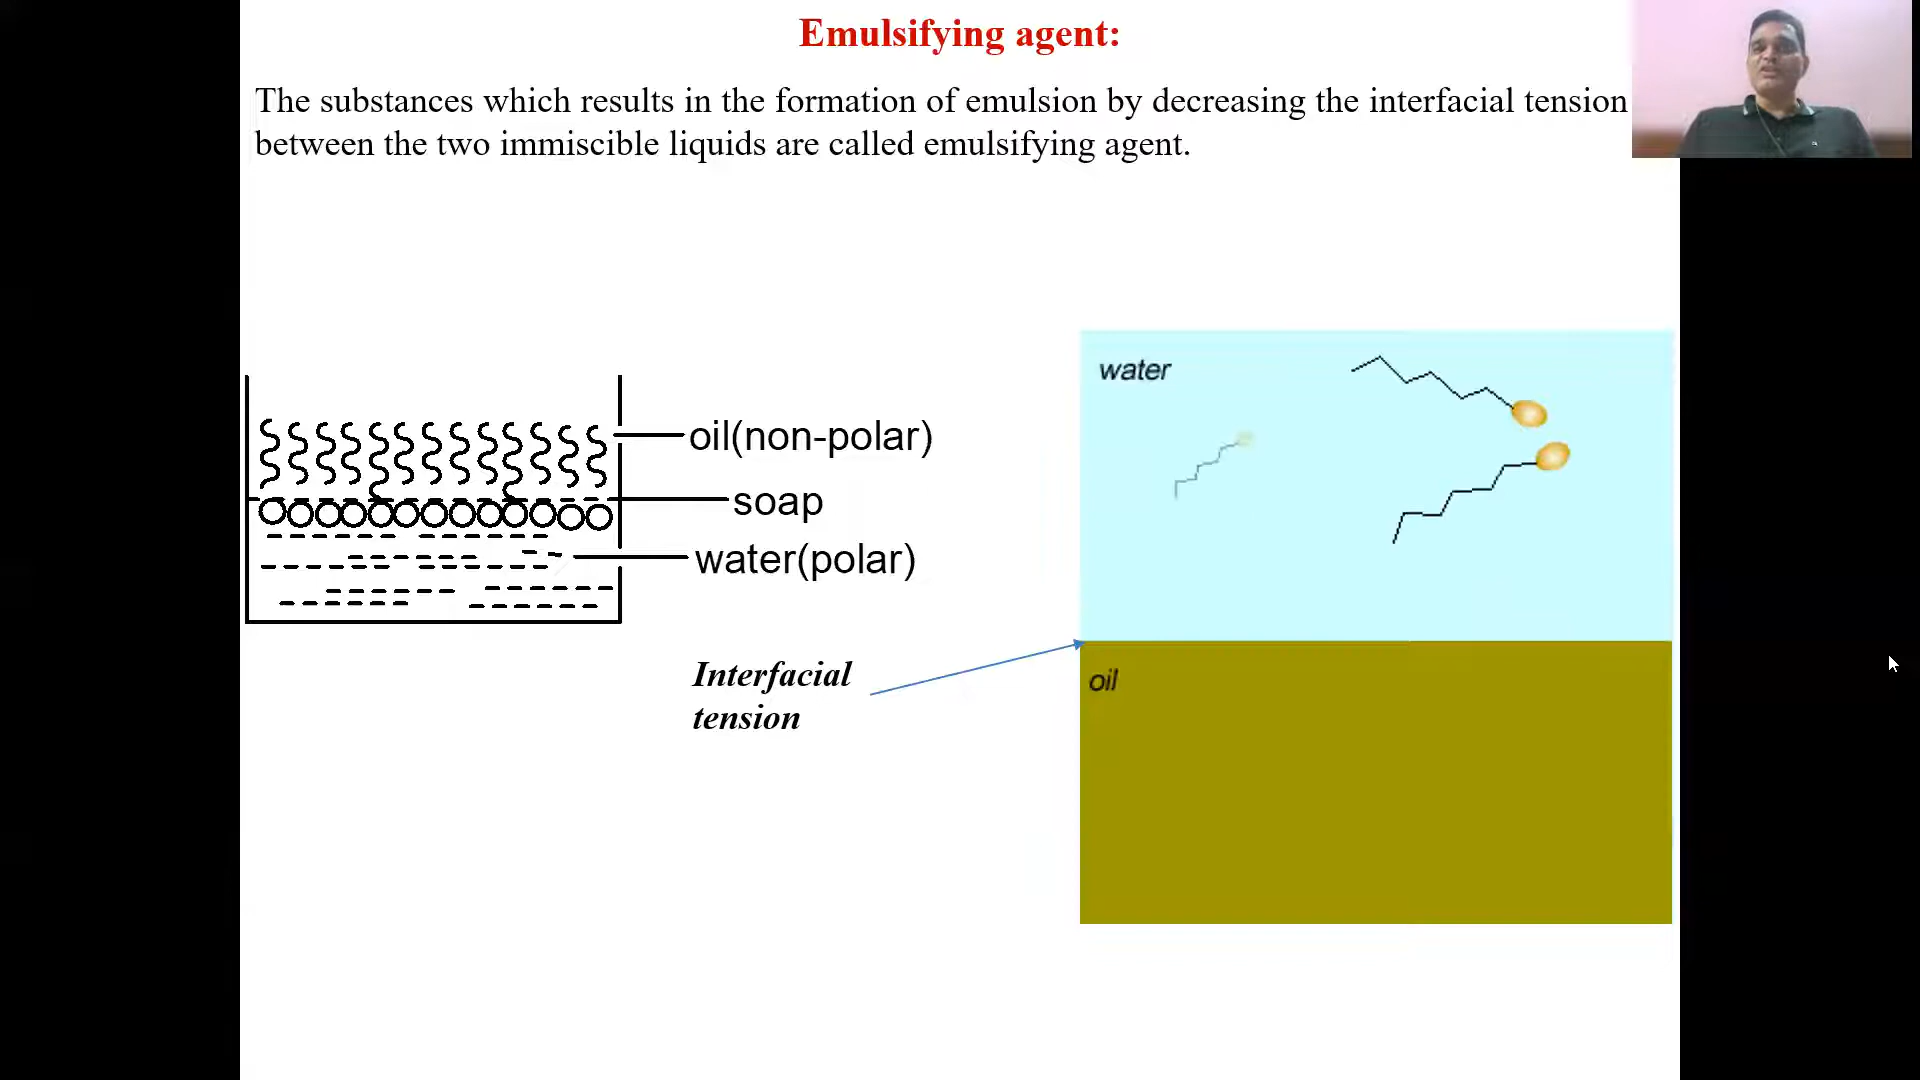 Emulsifying agent:
The substances which results in the formation of emulsion by decreasing the interfacial tension
between the two immiscible liquids are called emulsifying agent.
oil(non-polar)
soap
water(polar)
Interfacial
tension
water
oil